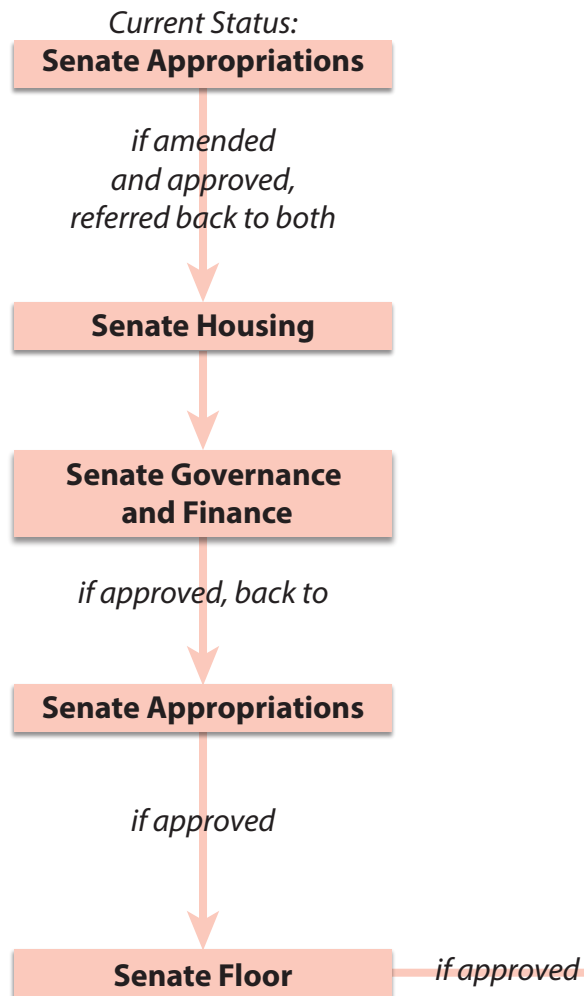 Current Status:
Senate Appropriations
if amended
and approved,
referred back to both
Senate Housing
Senate Governance
and Finance
if approved, back to
Senate Appropriations
if approved
Senate Floor
if approved